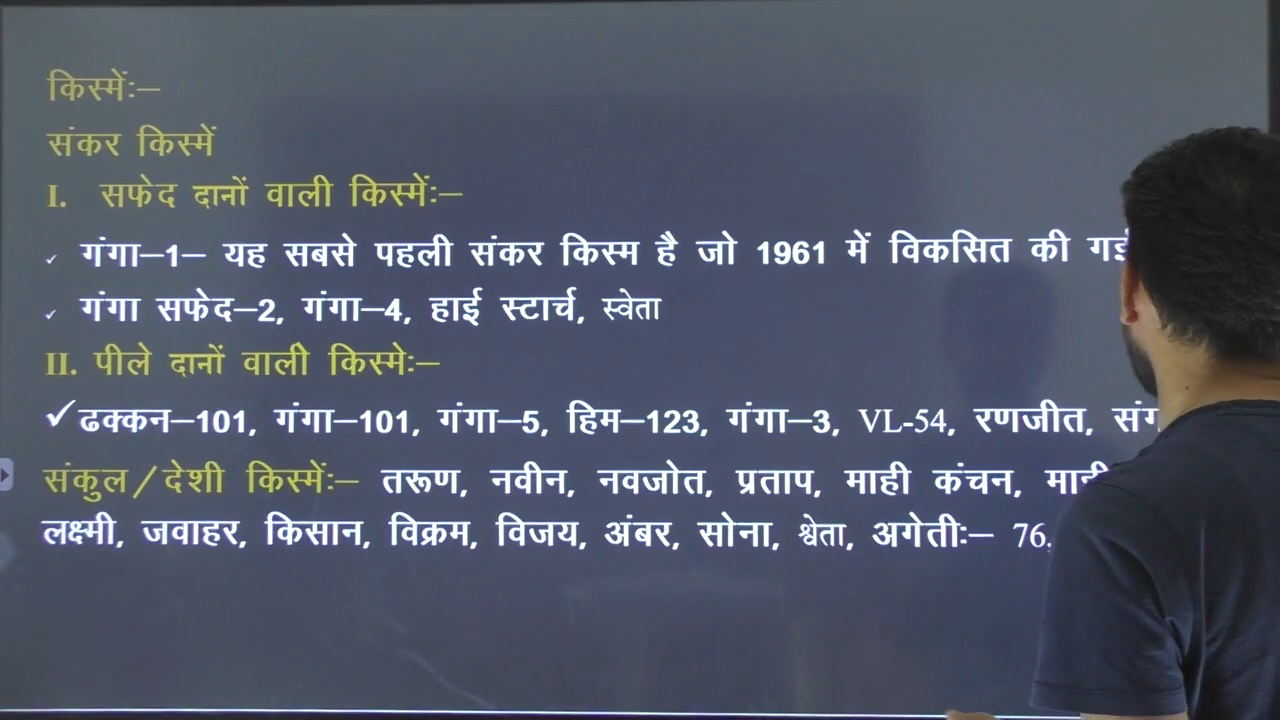 किस्मेंः–
संकर किस्में
I. सफेद दानों वाली किस्मेंः–
✓ गंगा–1– यह सबसे पहली संकर किस्म है जो 1961 में विकसित की
✓ गंगा सफेद–2, गंगा–4, हाई स्टार्च, स्वेता
II. पीले दानों वाली किस्मेः–
✓ ढक्कन–101, गंगा–101, गंगा–5, हिम–123, गंगा–3, VL-54, रणजीत,
संकुल/देशी किस्मेंः– तरूण, नवीन, नवजोत, प्रताप, माही कंचन,
लक्ष्मी, जवाहर, किसान, विक्रम, विजय, अंबर, सोना, श्वेता, अगेतीः– 76,